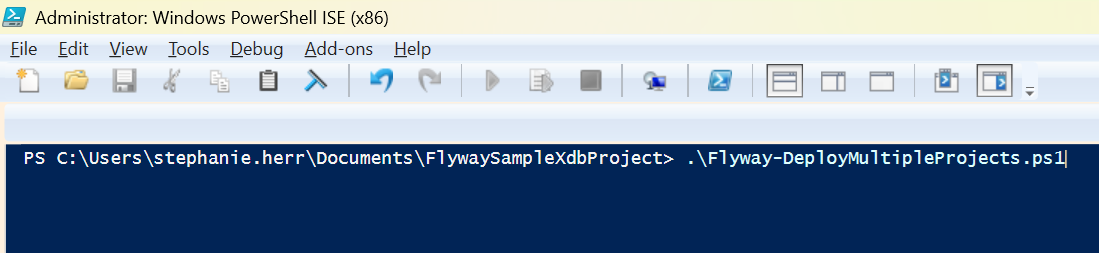 Administrator: Windows PowerShell ISE (x86)
File Edit View Tools Debug Add-ons Help
PS C:\Users\stephanie.herr\Documents\FlywaySampleXdbProject> .\Flyway-DeployMultipleProjects.ps1